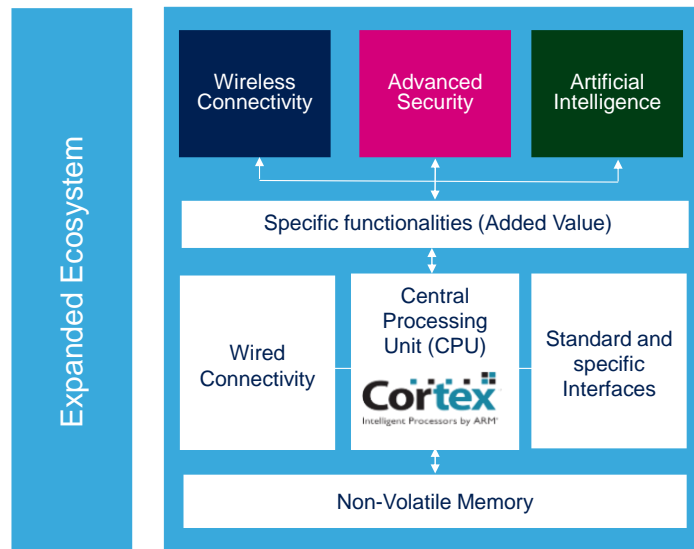 Expanded Ecosystem
Wireless
Connectivity
Advanced
Security
Artificial
Intelligence
Specific functionalities (Added Value)
Wired
Connectivity
Central
Processing
Unit (CPU)
Cortex
Intelligent Processors by ARM®
Standard and
specific
Interfaces
Non-Volatile Memory